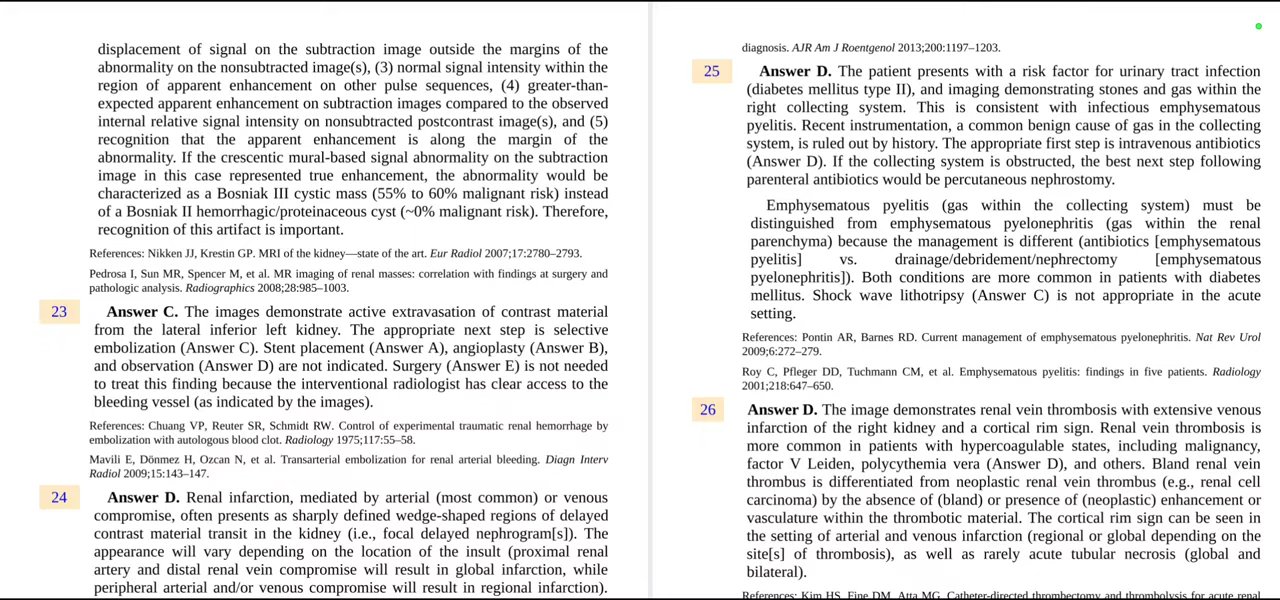 displacement of signal on the subtraction image outside the margins of the
abnormality on the nonsubtracted image(s), (3) normal signal intensity within the
region of apparent enhancement on other pulse sequences, (4) greater-than-
expected apparent enhancement on subtraction images compared to the observed
internal relative signal intensity on nonsubtracted postcontrast image(s), and (5)
recognition that the apparent enhancement is along the margin of the
abnormality. If the crescentic mural-based signal abnormality on the subtraction
image in this case represented true enhancement, the abnormality would be
characterized as a Bosniak III cystic mass (55% to 60% malignant risk) instead
of a Bosniak II hemorrhagic/proteinaceous cyst (~0% malignant risk). Therefore,
recognition of this artifact is important.
References: Nikken JJ, Krestin GP. MRI of the kidney—state of the art. Eur Radiol 2007;17:2780–2793.
Pedrosa I, Sun MR, Spencer M, et al. MR imaging of renal masses: correlation with findings at surgery and
pathologic analysis. Radiographics 2008;28:985–1003.
23 Answer C. The images demonstrate active extravasation of contrast material
from the lateral inferior left kidney. The appropriate next step is selective
embolization (Answer C). Stent placement (Answer A), angioplasty (Answer B),
and observation (Answer D) are not indicated. Surgery (Answer E) is not needed
to treat this finding because the interventional radiologist has clear access to the
bleeding vessel (as indicated by the images).
References: Chuang VP, Reuter SR, Schmidt RW. Control of experimental traumatic renal hemorrhage by
embolization with autologous blood clot. Radiology 1975;117:55–58.
Mavili E, Dönmez H, Ozcan N, et al. Transarterial embolization for renal arterial bleeding. Diagn Interv
Radiol 2009;15:143–147.
24 Answer D. Renal infarction, mediated by arterial (most common) or venous
compromise, often presents as sharply defined wedge-shaped regions of delayed
contrast material transit in the kidney (i.e., focal delayed nephrogram[s]). The
appearance will vary depending on the location of the insult (proximal renal
artery and distal renal vein compromise will result in global infarction, while
peripheral arterial and/or venous compromise will result in regional infarction).
diagnosis. AJR Am J Roentgenol 2013;200:1197–1203.
25 Answer D. The patient presents with a risk factor for urinary tract infection
(diabetes mellitus type II), and imaging demonstrating stones and gas within the
right collecting system. This is consistent with infectious emphysematous
pyelitis. Recent instrumentation, a common benign cause of gas in the collecting
system, is ruled out by history. The appropriate first step is intravenous antibiotics
(Answer D). If the collecting system is obstructed, the best next step following
parenteral antibiotics would be percutaneous nephrostomy.
Emphysematous pyelitis (gas within the collecting system) must be
distinguished from emphysematous pyelonephritis (gas within the renal
parenchyma) because the management is different (antibiotics [emphysematous
pyelitis] vs. drainage/debridement/nephrectomy [emphysematous
pyelonephritis]). Both conditions are more common in patients with diabetes
mellitus. Shock wave lithotripsy (Answer C) is not appropriate in the acute
setting.
References: Pontin AR, Barnes RD. Current management of emphysematous pyelonephritis. Nat Rev Urol
2009;6:272–279.
Roy C, Pfleger DD, Tuchmann CM, et al. Emphysematous pyelitis: findings in five patients. Radiology
2001;218:647–650.
26 Answer D. The image demonstrates renal vein thrombosis with extensive venous
infarction of the right kidney and a cortical rim sign. Renal vein thrombosis is
more common in patients with hypercoagulable states, including malignancy,
factor V Leiden, polycythemia vera (Answer D), and others. Bland renal vein
thrombus is differentiated from neoplastic renal vein thrombus (e.g., renal cell
carcinoma) by the absence of (bland) or presence of (neoplastic) enhancement or
vasculature within the thrombotic material. The cortical rim sign can be seen in
the setting of arterial and venous infarction (regional or global depending on the
site[s] of thrombosis), as well as rarely acute tubular necrosis (global and
bilateral).
References: Kim HS, Fine DM, Atta MG. Catheter-directed thrombectomy and thrombolysis for acute renal